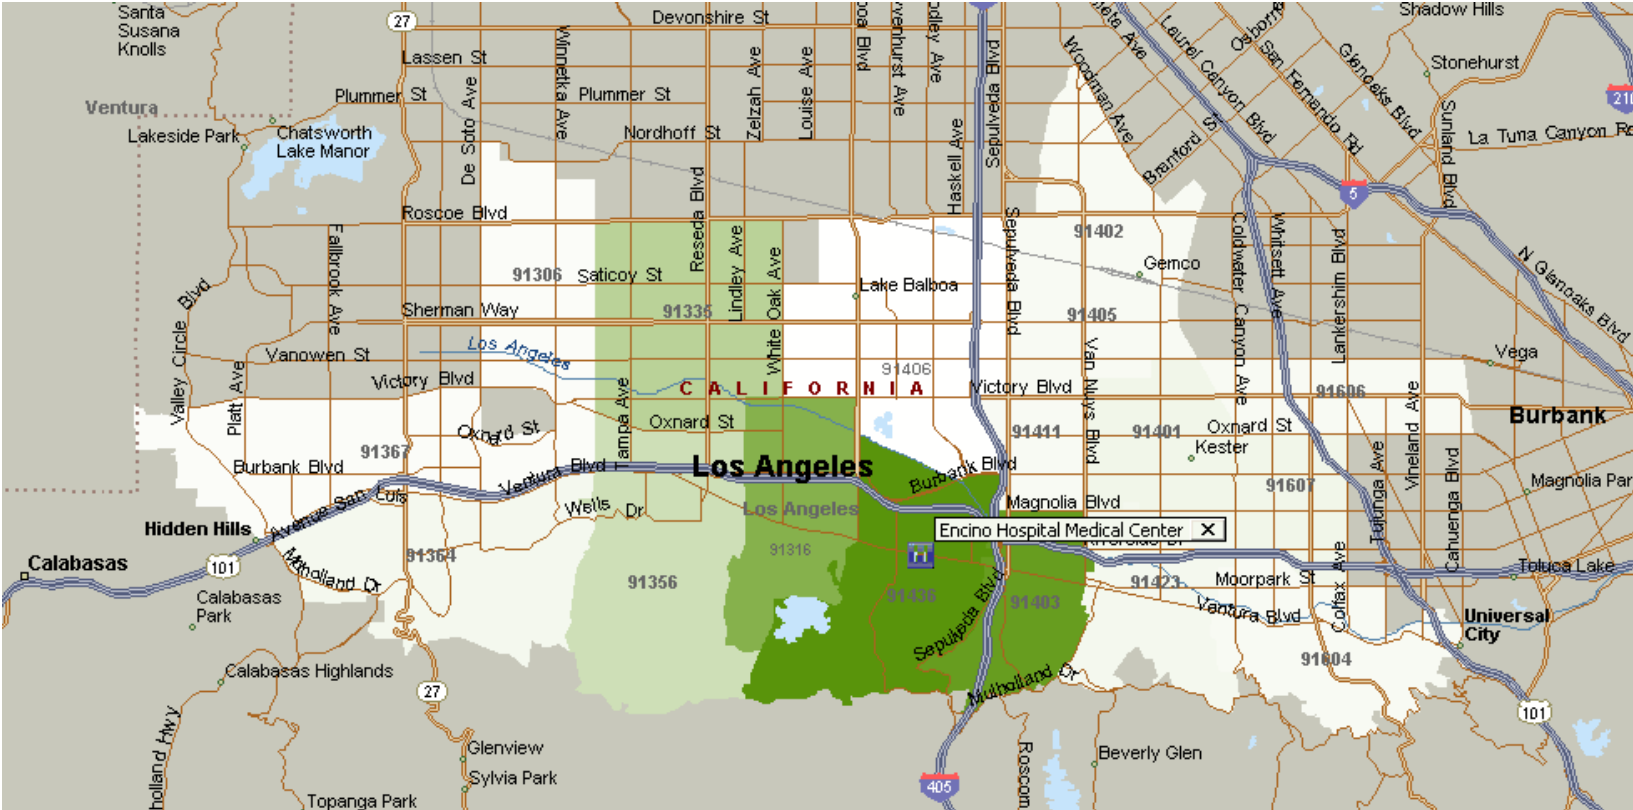 Santa
Susana
Knolls
27
Devonshire St
Shadow Hills
Lassen St
Stonehurst
Plummer St
Plummer St
Ventura
Lakeside Park
Chatsworth
Lake Manor
De Soto Ave
Winnetka Ave
Nordhoff St
Zelzah Ave
Louise Ave
Haskell Ave
Sepulveda Blvd
Woodman Ave
Laurel Canyon Blvd
San Fernando Rd
Glenoaks Blvd
Sunland Blvd
La Tuna Canyon Rd
210
Branford
5
Roscoe Blvd
Reseda Blvd
Lindley Ave
White Oak Ave
Fallbrook Ave
91306
Saticoy St
91335
Sherman Way
Valley Circle Blvd
Vanowen St
Los Angeles
Victory Blvd
Platt Ave
Lake Balboa
Sepulveda Blvd
91402
Gemco
91405
Coldwater Canyon Ave
Whitsett Ave
Lankershim Blvd
N Glenoaks Blvd
Vega
CALIFORNIA
91406
Victory Blvd
Van Nuys Blvd
91606
Burbank
Tampa Ave
Oxnard St
Oxnard St
91367
Burbank Blvd
Ventura Blvd
Los Angeles
Burbank Blvd
91411
91401
Oxnard St
Kester
91607
Tujunga Ave
Vineland Ave
Cahuenga Blvd
Magnolia Par
Avenue San Luis
Wells Dr
Los Angeles
Magnolia Blvd
Encino Hospital Medical Center
Hidden Hills
Calabasas
101
91364
Mulholland Dr
91356
91316
91436
91403
91423
Moorpark St
Colfax Ave
Toluca Lake
Calabasas
Park
Sepulveda Blvd
Ventura Blvd
Universal
City
91604
Mulholland Dr
Calabasas Highlands
27
101
holland Hwy
Glenview
Sylvia Park
Topanga Park
405
Roscom
Beverly Glen